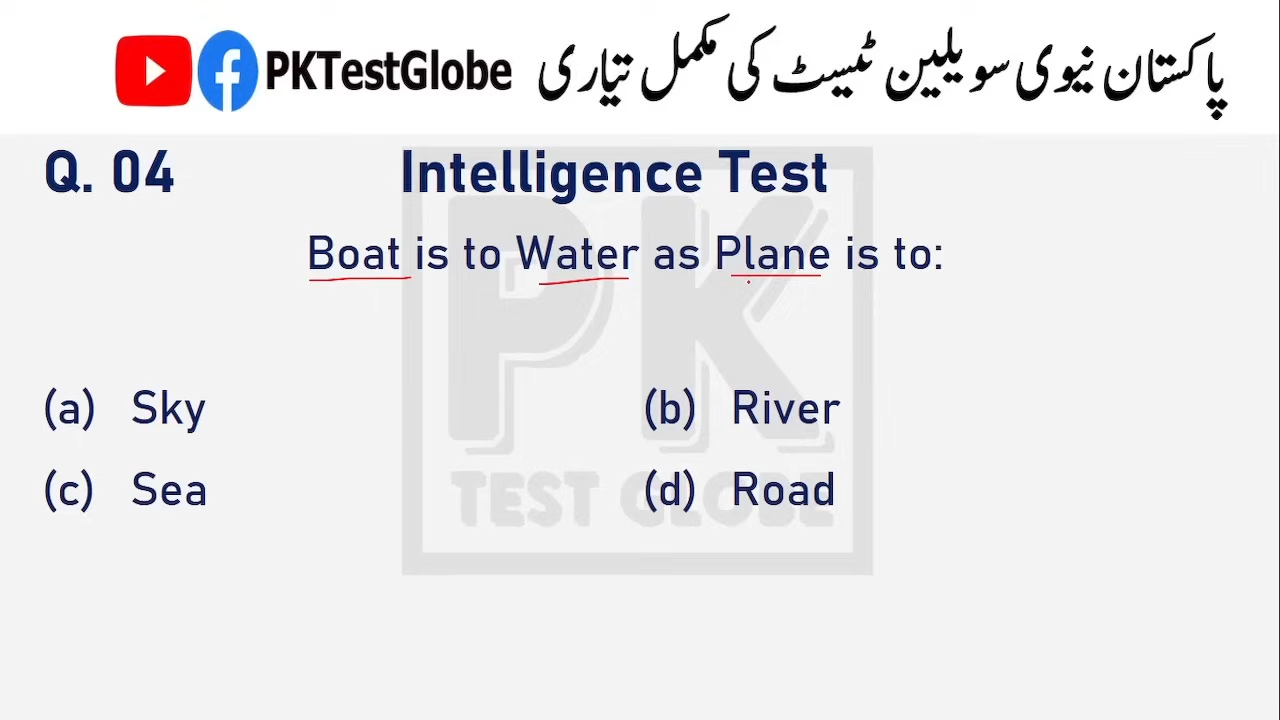 PKTestGlobe پاکستان نیوی سویلین ٹیسٹ کی مکمل تیاری
Q. 04 Intelligence Test
Boat is to Water as Plane is to:
(a) Sky (b) River
(c) Sea (d) Road
PK
TEST GLOBE